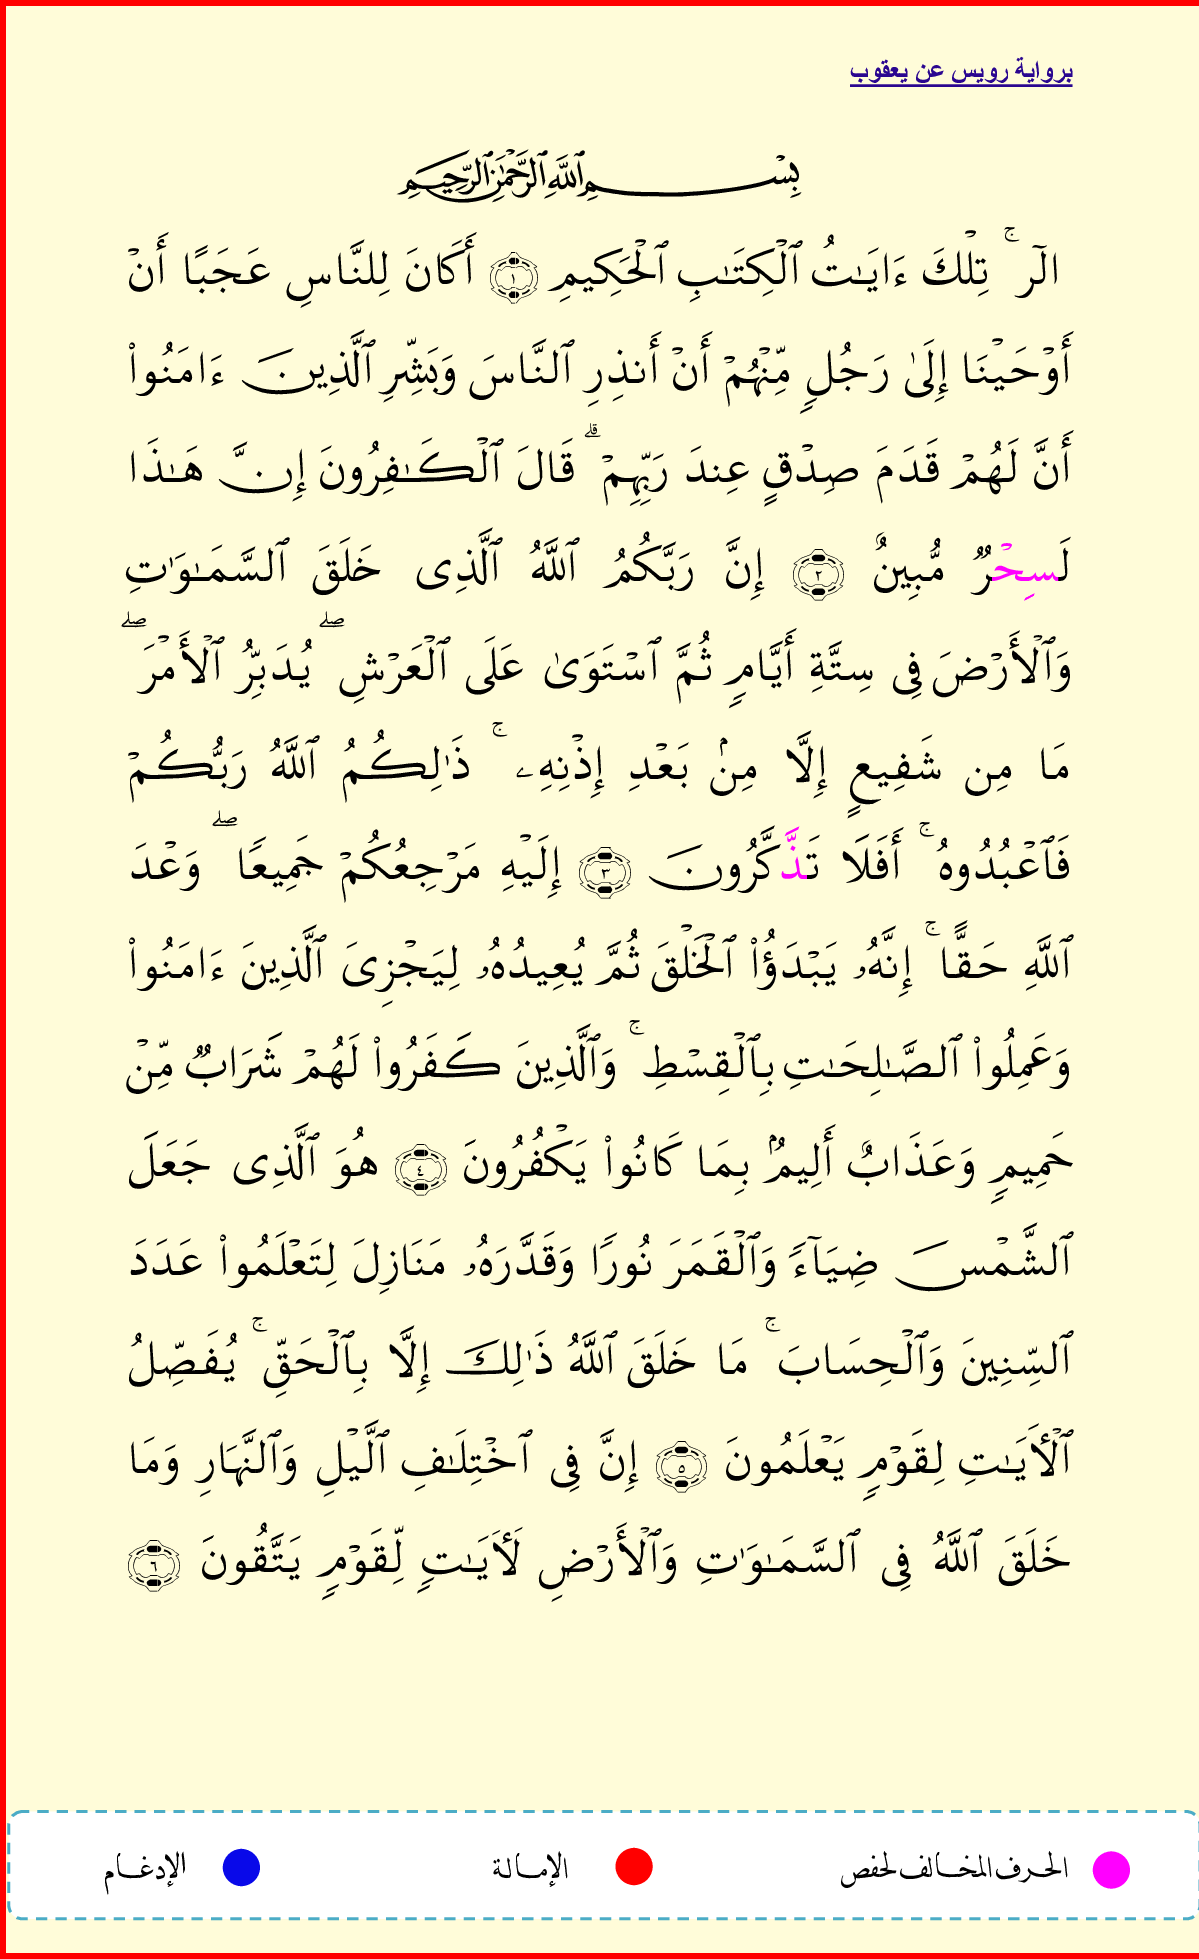 برواية رويس عن يعقوب
بِسْمِ ٱللَّهِ ٱلرَّحْمَٰنِ ٱلرَّحِيمِ
الٓر ۚ تِلْكَ ءَايَـٰتُ ٱلْكِتَـٰبِ ٱلْحَكِيمِ ١ أَكَانَ لِلنَّاسِ عَجَبًا أَنْ
أَوْحَيْنَا إِلَىٰ رَجُلٍ مِّنْهُمْ أَنْ أَنذِرِ ٱلنَّاسَ وَبَشِّرِ ٱلَّذِينَ ءَامَنُوا۟
أَنَّ لَهُمْ قَدَمَ صِدْقٍ عِندَ رَبِّهِمْ ۗ قَالَ ٱلْكَـٰفِرُونَ إِنَّ هَـٰذَا
لَسِحْرٌ مُّبِينٌ ٢ إِنَّ رَبَّكُمُ ٱللَّهُ ٱلَّذِى خَلَقَ ٱلسَّمَـٰوَٰتِ
وَٱلْأَرْضَ فِى سِتَّةِ أَيَّامٍ ثُمَّ ٱسْتَوَىٰ عَلَى ٱلْعَرْشِ ۖ يُدَبِّرُ ٱلْأَمْرَ ۖ
مَا مِن شَفِيعٍ إِلَّا مِنۢ بَعْدِ إِذْنِهِۦ ۚ ذَٰلِكُمُ ٱللَّهُ رَبُّكُمْ
فَٱعْبُدُوهُ ۚ أَفَلَا تَذَّكَّرُونَ ٣ إِلَيْهِ مَرْجِعُكُمْ جَمِيعًا ۖ وَعْدَ
ٱللَّهِ حَقًّا ۚ إِنَّهُۥ يَبْدَؤُا۟ ٱلْخَلْقَ ثُمَّ يُعِيدُهُۥ لِيَجْزِىَ ٱلَّذِينَ ءَامَنُوا۟
وَعَمِلُوا۟ ٱلصَّـٰلِحَـٰتِ بِٱلْقِسْطِ ۚ وَٱلَّذِينَ كَفَرُوا۟ لَهُمْ شَرَابٌ مِّنْ
حَمِيمٍ وَعَذَابٌ أَلِيمٌۢ بِمَا كَانُوا۟ يَكْفُرُونَ ٤ هُوَ ٱلَّذِى جَعَلَ
ٱلشَّمْسَ ضِيَآءً وَٱلْقَمَرَ نُورًا وَقَدَّرَهُۥ مَنَازِلَ لِتَعْلَمُوا۟ عَدَدَ
ٱلسِّنِينَ وَٱلْحِسَابَ ۚ مَا خَلَقَ ٱللَّهُ ذَٰلِكَ إِلَّا بِٱلْحَقِّ ۚ يُفَصِّلُ
ٱلْأَيَـٰتِ لِقَوْمٍ يَعْلَمُونَ ٥ إِنَّ فِى ٱخْتِلَـٰفِ ٱلَّيْلِ وَٱلنَّهَارِ وَمَا
خَلَقَ ٱللَّهُ فِى ٱلسَّمَـٰوَٰتِ وَٱلْأَرْضِ لَأَيَـٰتٍ لِّقَوْمٍ يَتَّقُونَ ٦
الحرف المخالف لحفص الإمالة الإدغام